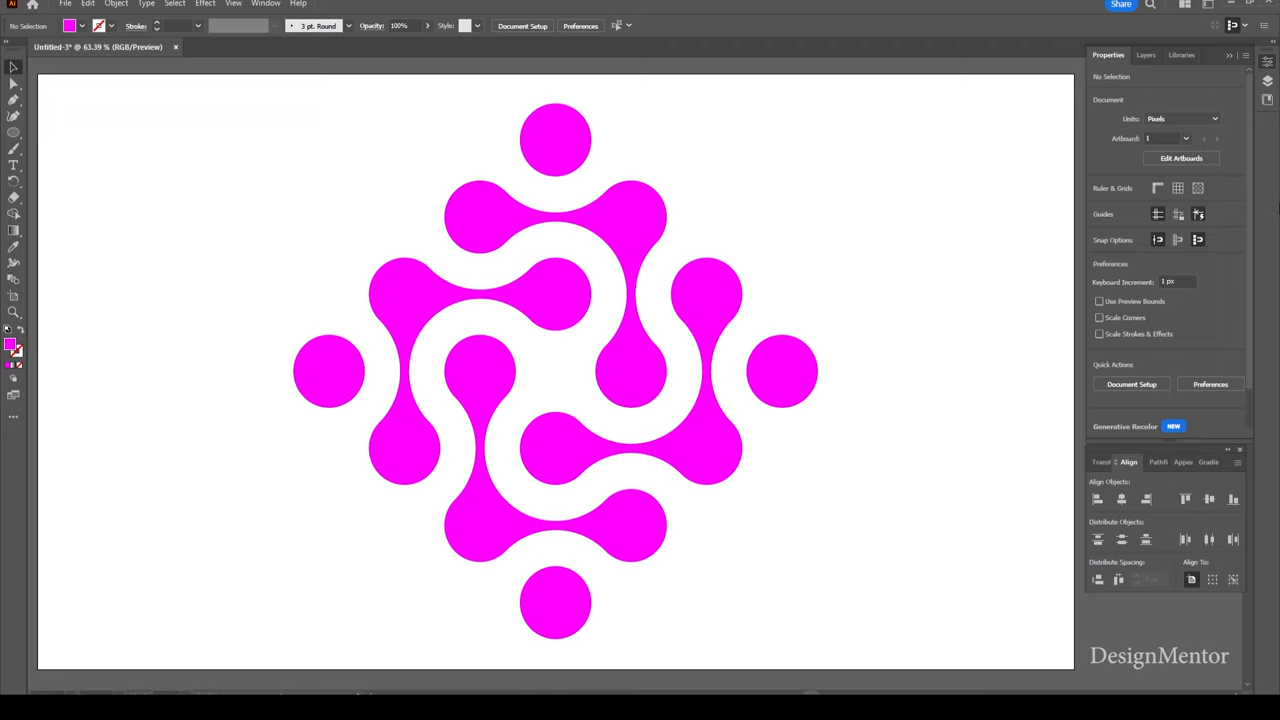 Ai File Edit Object Type Select Effect View Window Help Share
No Selection Stroke: 3 pt. Round Opacity: 100% Style: Document Setup Preferences
Untitled-3* @ 63.39 % (RGB/Preview) ×
Properties Layers Libraries
No Selection
Document
Units: Pixels
Artboard: 1
Edit Artboards
Ruler & Grids
Guides
Snap Options
Preferences
Keyboard Increment: 1 px
Use Preview Bounds
Scale Corners
Scale Strokes & Effects
Quick Actions
Document Setup Preferences
Generative Recolor NEW
Transf Align Pathfi Appea Gradie
Align Objects:
Distribute Objects:
Distribute Spacing: Align To:
DesignMentor